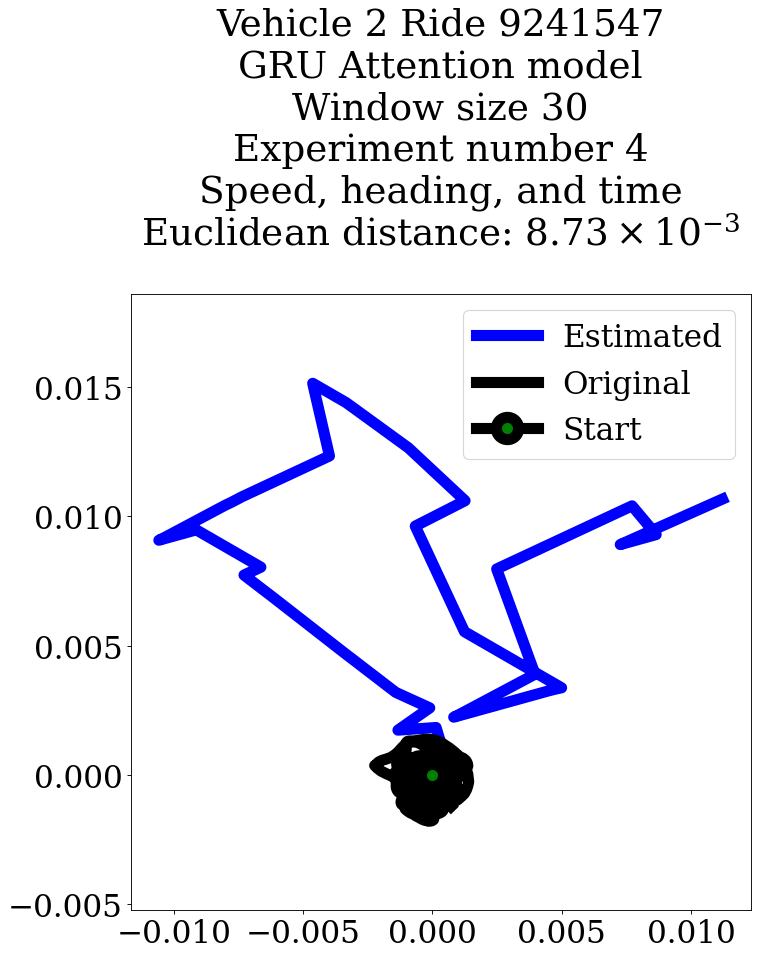 Vehicle 2 Ride 9241547
GRU Attention model
Window size 30
Experiment number 4
Speed, heading, and time
Euclidean distance: 8.73 × 10⁻³
Estimated
Original
Start
0.015
0.010
0.005
0.000
−0.005
−0.010 −0.005 0.000 0.005 0.010